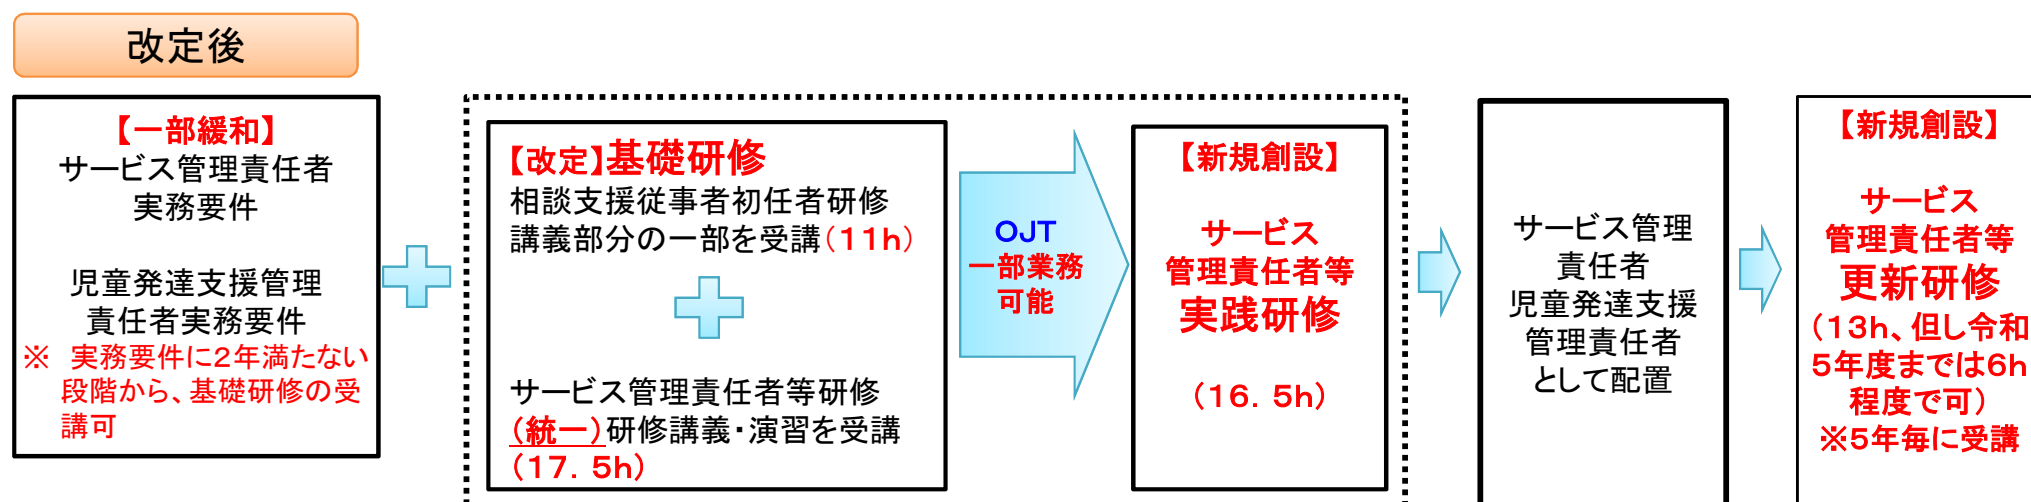 改定後
【一部緩和】
サービス管理責任者
実務要件
児童発達支援管理
責任者実務要件
※　実務要件に2年満たない
段階から、基礎研修の受
講可
【改定】基礎研修
相談支援従事者初任者研修
講義部分の一部を受講（11h）
サービス管理責任者等研修
（統一）研修講義・演習を受講
（17．5h）
OJT
一部業務
可能
【新規創設】
サービス
管理責任者等
実践研修
（16．5h）
サービス管理
責任者
児童発達支援
管理責任者
として配置
【新規創設】
サービス
管理責任者等
更新研修
（13h、但し令和
5年度までは6h
程度で可）
※5年毎に受講